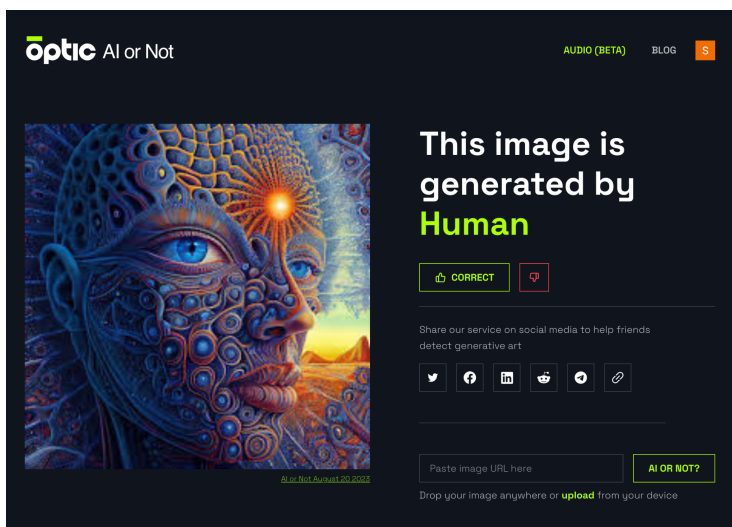 optic AI or Not
AUDIO (BETA)
BLOG
S
This image is
generated by
Human
CORRECT
Share our service on social media to help friends
detect generative art
Paste image URL here
AI OR NOT?
Drop your image anywhere or upload from your device
AI or Not August 20 2023